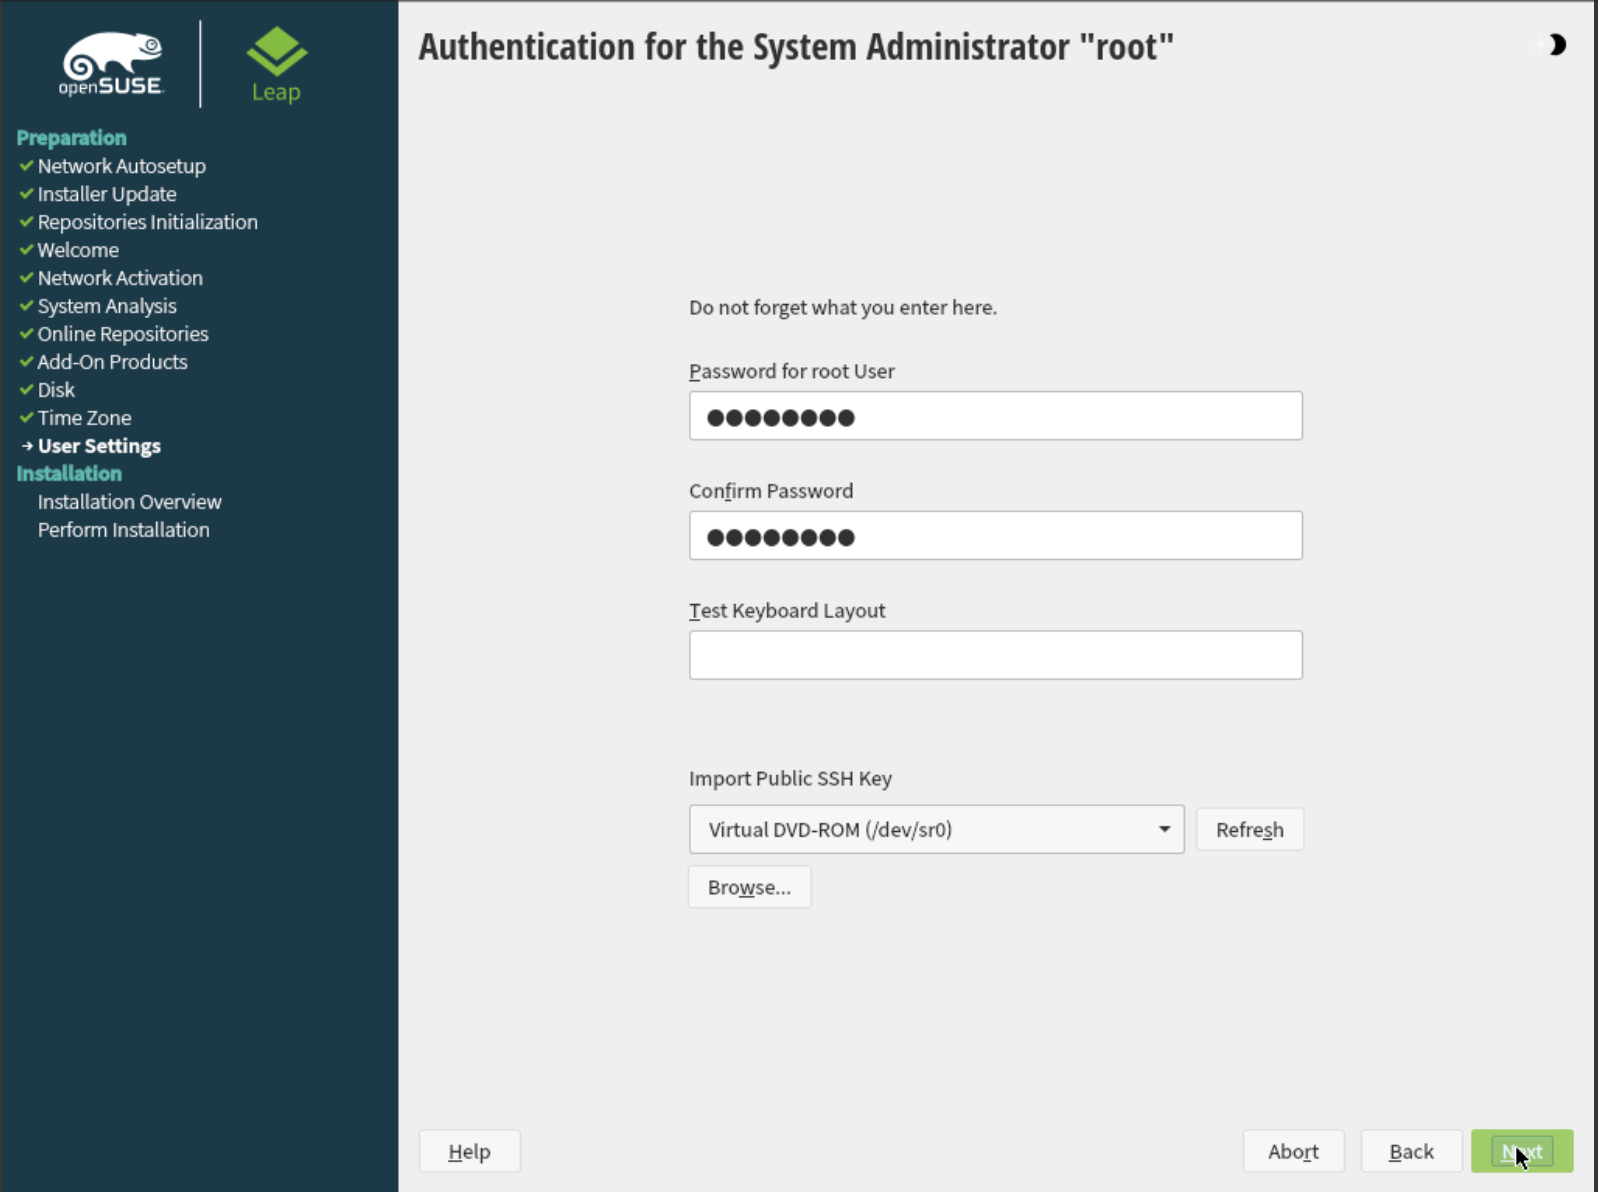 openSUSE
Leap
Preparation
Network Autosetup
Installer Update
Repositories Initialization
Welcome
Network Activation
System Analysis
Online Repositories
Add-On Products
Disk
Time Zone
User Settings
Installation
Installation Overview
Perform Installation
Authentication for the System Administrator "root"
Do not forget what you enter here.
Password for root User
●●●●●●●●
Confirm Password
●●●●●●●●
Test Keyboard Layout
Import Public SSH Key
Virtual DVD-ROM (/dev/sr0)
Refresh
Browse...
Help
Abort
Back
Next